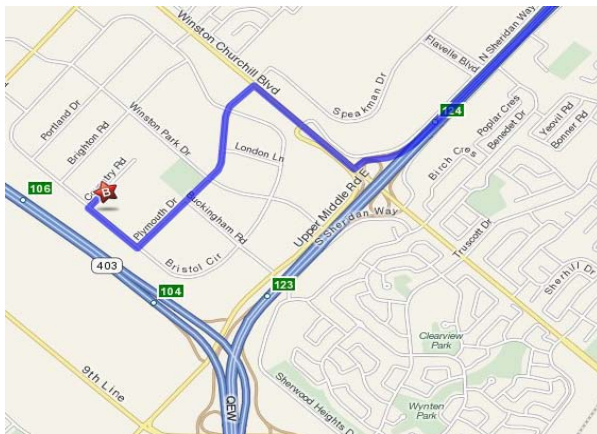 Winston Churchill Blvd
N Sheridan Way
Flavelle Blvd
Speakman Dr
Portland Dr
Winston Park Dr
124
Poplar Cres
Yeovil Rd
Bonner Rd
Benedet Dr
Brighton Rd
London Ln
Birch Cres
B
106
Plymouth Dr
Buckingham Rd
Upper Middle Rd E
S Sheridan Way
Truscott Dr
Bristol Cir
403
104
123
Sherhill Dr
Clearview
Park
9th Line
QEW
Sherwood Heights Dr
Wynten
Park